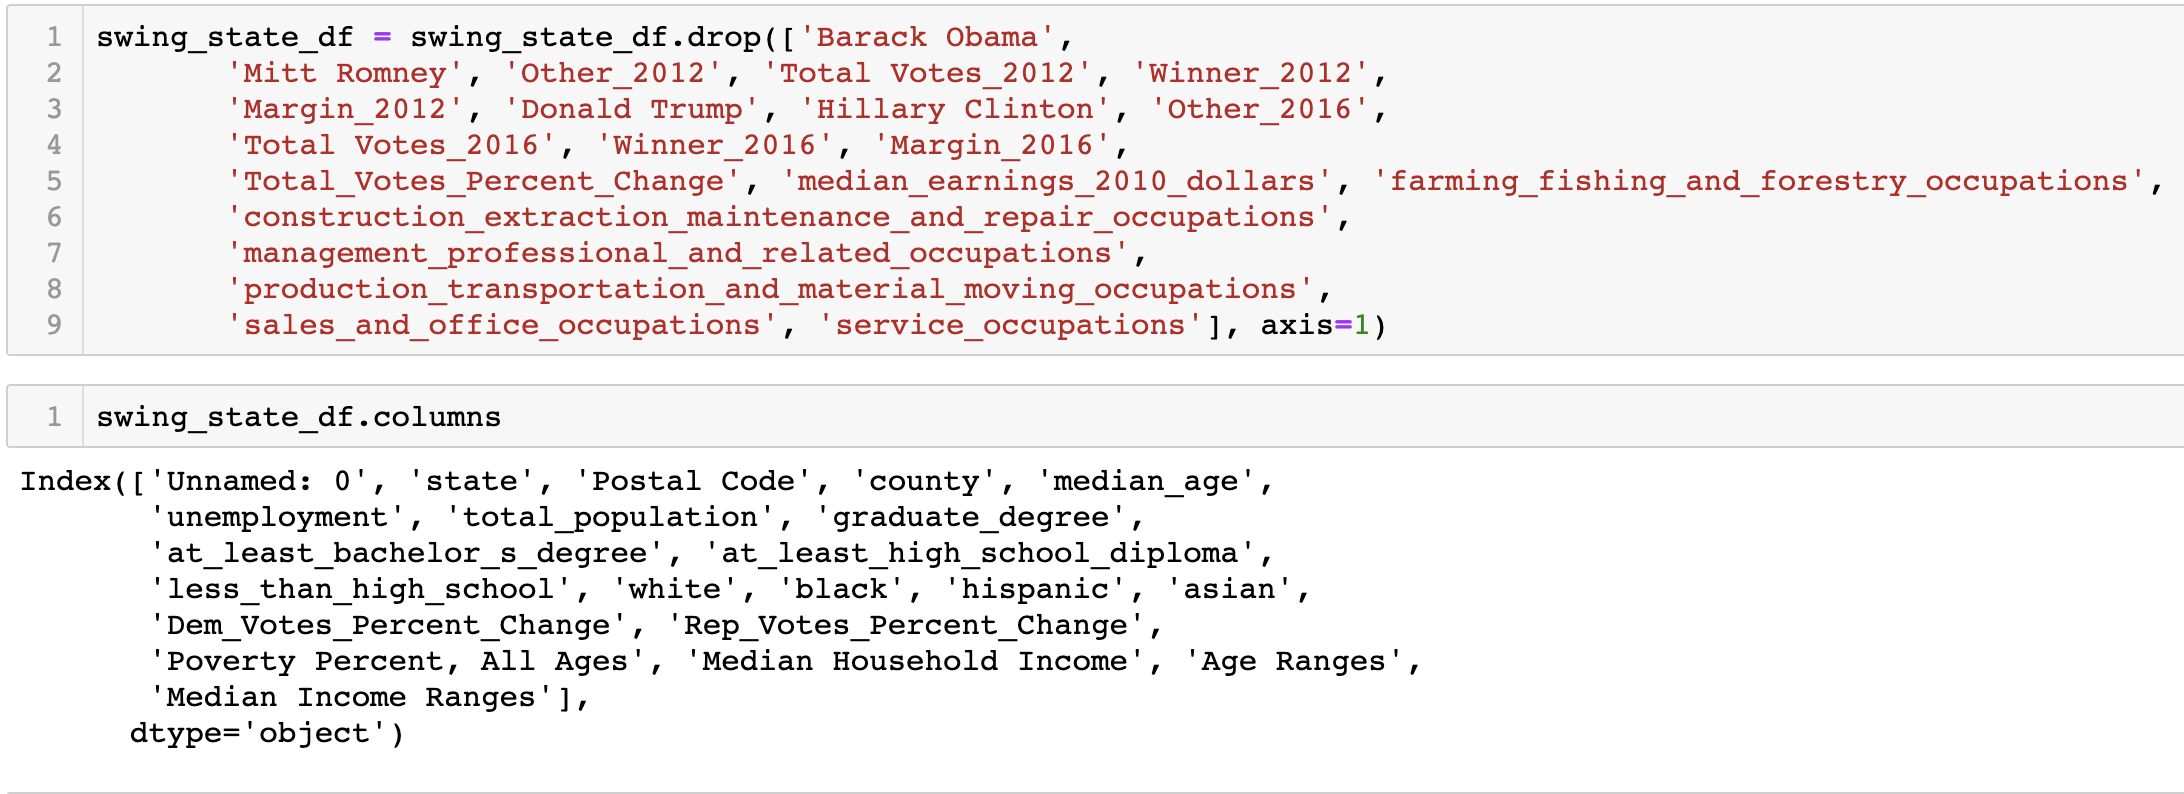 1 swing_state_df = swing_state_df.drop(['Barack Obama',
2 'Mitt Romney', 'Other_2012', 'Total Votes_2012', 'Winner_2012',
3 'Margin_2012', 'Donald Trump', 'Hillary Clinton', 'Other_2016',
4 'Total Votes_2016', 'Winner_2016', 'Margin_2016',
5 'Total_Votes_Percent_Change', 'median_earnings_2010_dollars', 'farming_fishing_and_forestry_occupations',
6 'construction_extraction_maintenance_and_repair_occupations',
7 'management_professional_and_related_occupations',
8 'production_transportation_and_material_moving_occupations',
9 'sales_and_office_occupations', 'service_occupations'], axis=1)
1 swing_state_df.columns
Index(['Unnamed: 0', 'state', 'Postal Code', 'county', 'median_age',
'unemployment', 'total_population', 'graduate_degree',
'at_least_bachelor_s_degree', 'at_least_high_school_diploma',
'less_than_high_school', 'white', 'black', 'hispanic', 'asian',
'Dem_Votes_Percent_Change', 'Rep_Votes_Percent_Change',
'Poverty Percent, All Ages', 'Median Household Income', 'Age Ranges',
'Median Income Ranges'],
dtype='object')